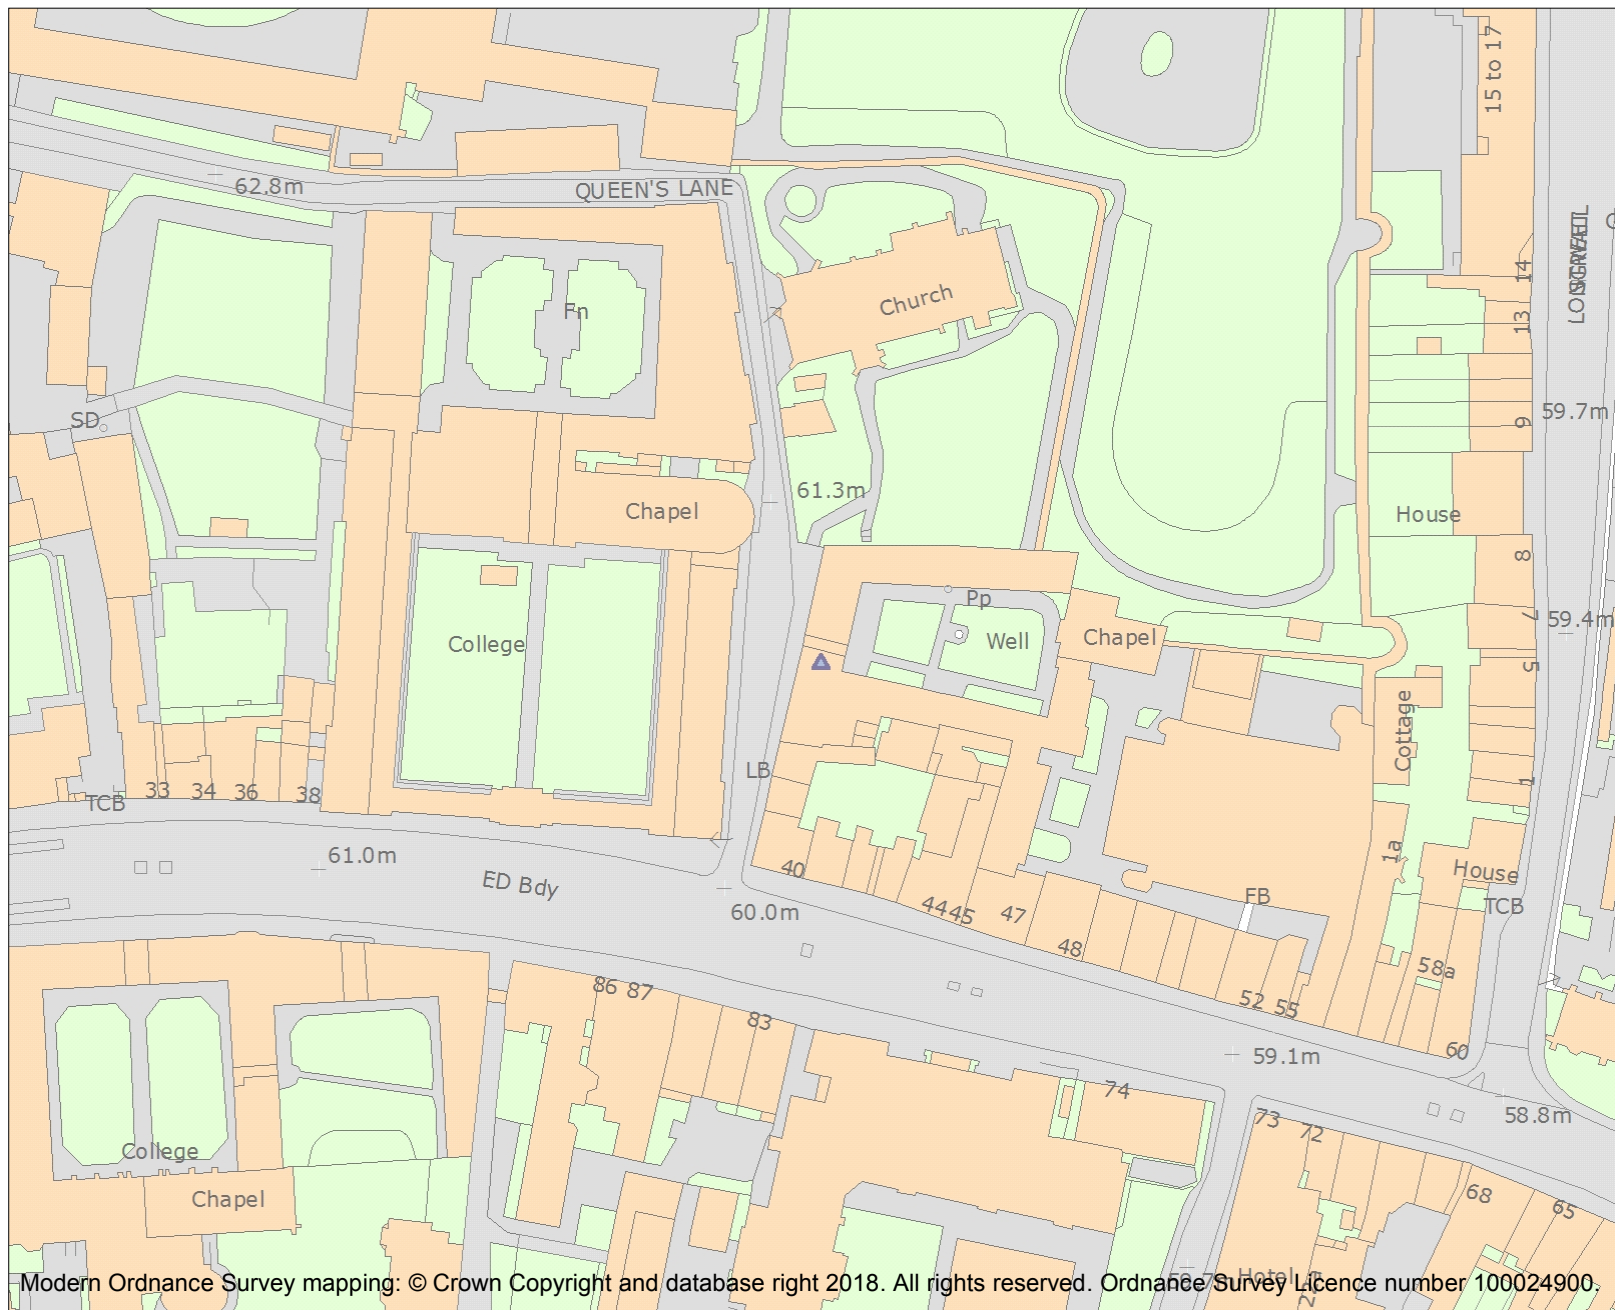 15 to 17
62.8m
QUEEN'S LANE
Church
Fn
14
13
59.7m
9
SD
61.3m
Chapel
House
8
Pp
7
59.4m
College
Well
Chapel
5
Cottage
LB
1
33
34
36
38
TCB
61.0m
1a
ED Bdy
40
House
FB
TCB
60.0m
44
45
47
48
58a
86
87
52
55
83
60
59.1m
74
58.8m
73
72
College
Chapel
68
65
Hotel
Modern Ordnance Survey mapping: © Crown Copyright and database right 2018. All rights reserved. Ordnance Survey Licence number 100024900.